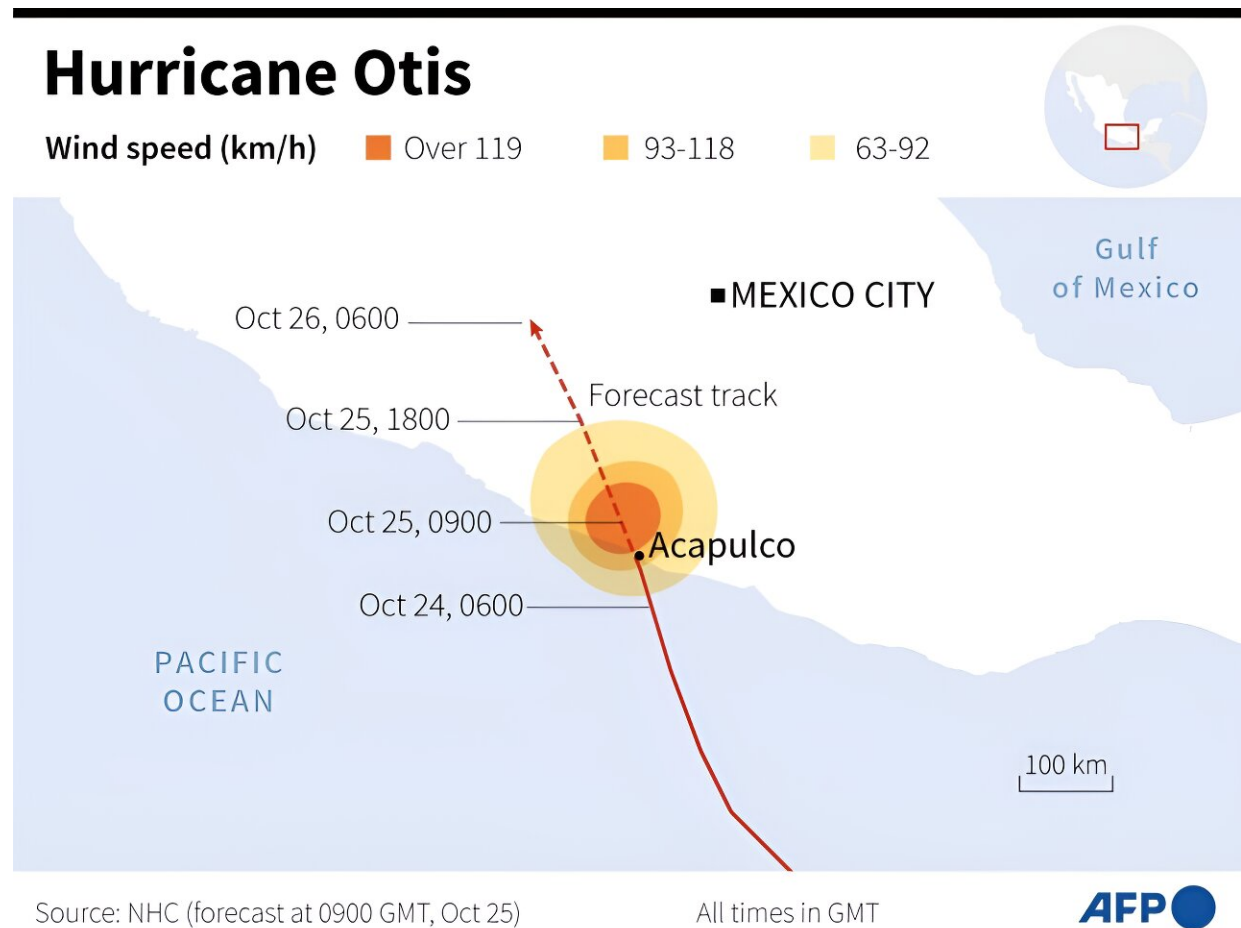 Hurricane Otis
Wind speed (km/h) Over 119 93-118 63-92
Gulf
of Mexico
MEXICO CITY
Oct 26, 0600
Forecast track
Oct 25, 1800
Oct 25, 0900
Acapulco
Oct 24, 0600
PACIFIC
OCEAN
100 km
Source: NHC (forecast at 0900 GMT, Oct 25) All times in GMT AFP